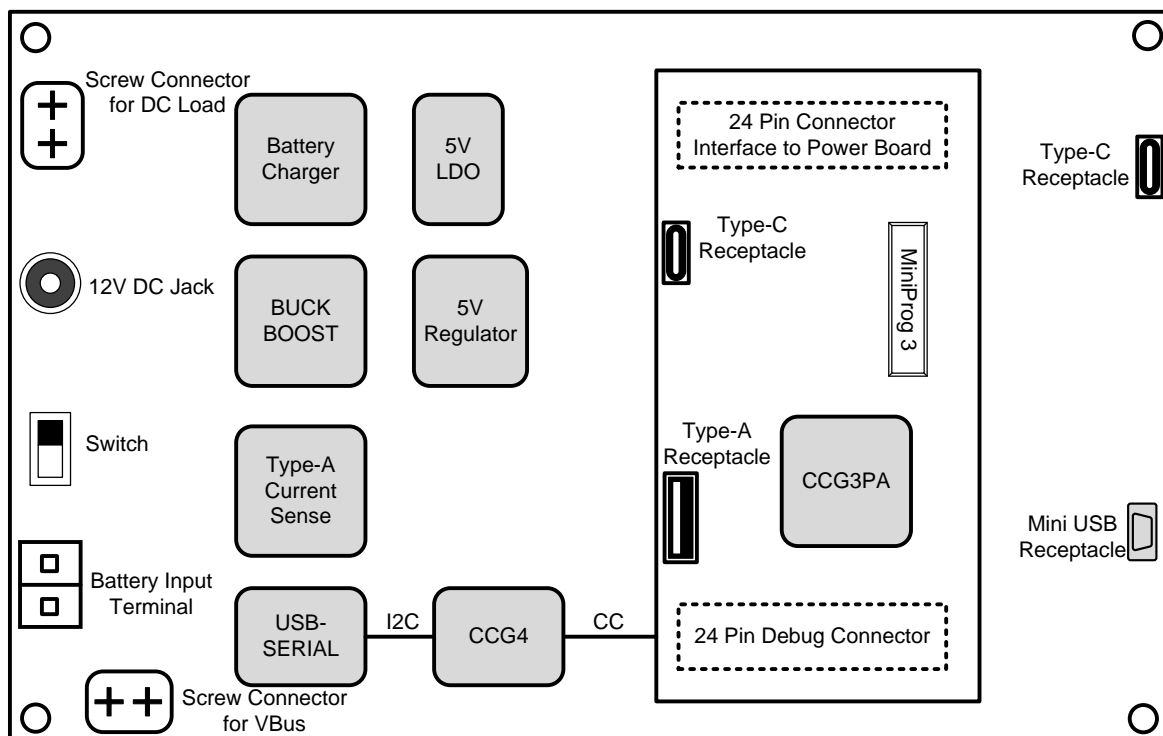 Screw Connector
for DC Load
Battery
Charger
5V
LDO
24 Pin Connector
Interface to Power Board
Type-C
Receptacle
Type-C
Receptacle
MiniProg 3
12V DC Jack
BUCK
BOOST
5V
Regulator
Switch
Type-A
Current
Sense
Type-A
Receptacle
CCG3PA
Mini USB
Receptacle
Battery Input
Terminal
USB-
SERIAL
I2C
CCG4
CC
24 Pin Debug Connector
Screw Connector
for VBus